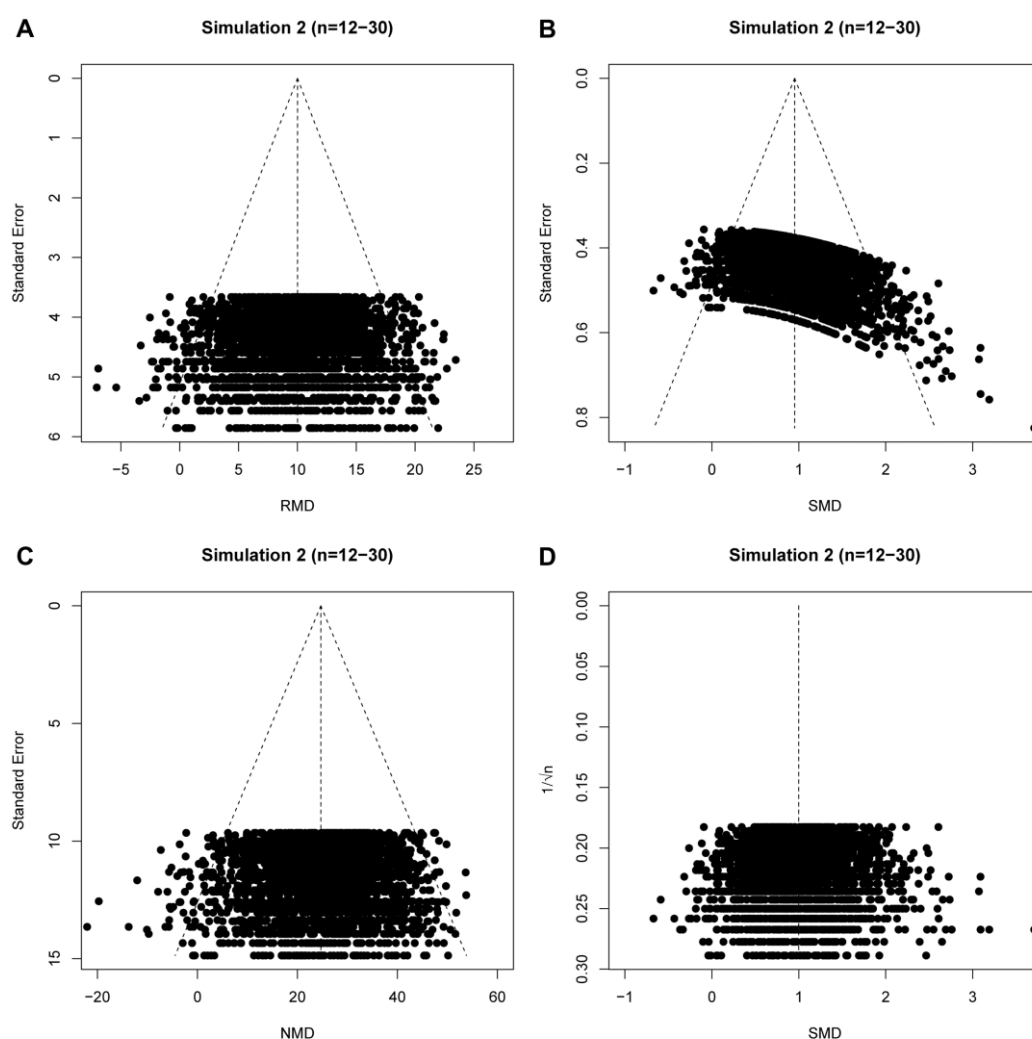 A
Simulation 2 (n=12−30)
Standard Error
0
1
2
3
4
5
6
−5 0 5 10 15 20 25
RMD
B
Simulation 2 (n=12−30)
Standard Error
0.0
0.2
0.4
0.6
0.8
−1 0 1 2 3
SMD
C
Simulation 2 (n=12−30)
Standard Error
0
5
10
15
−20 0 20 40 60
NMD
D
Simulation 2 (n=12−30)
1/√n
0.00
0.05
0.10
0.15
0.20
0.25
0.30
−1 0 1 2 3
SMD